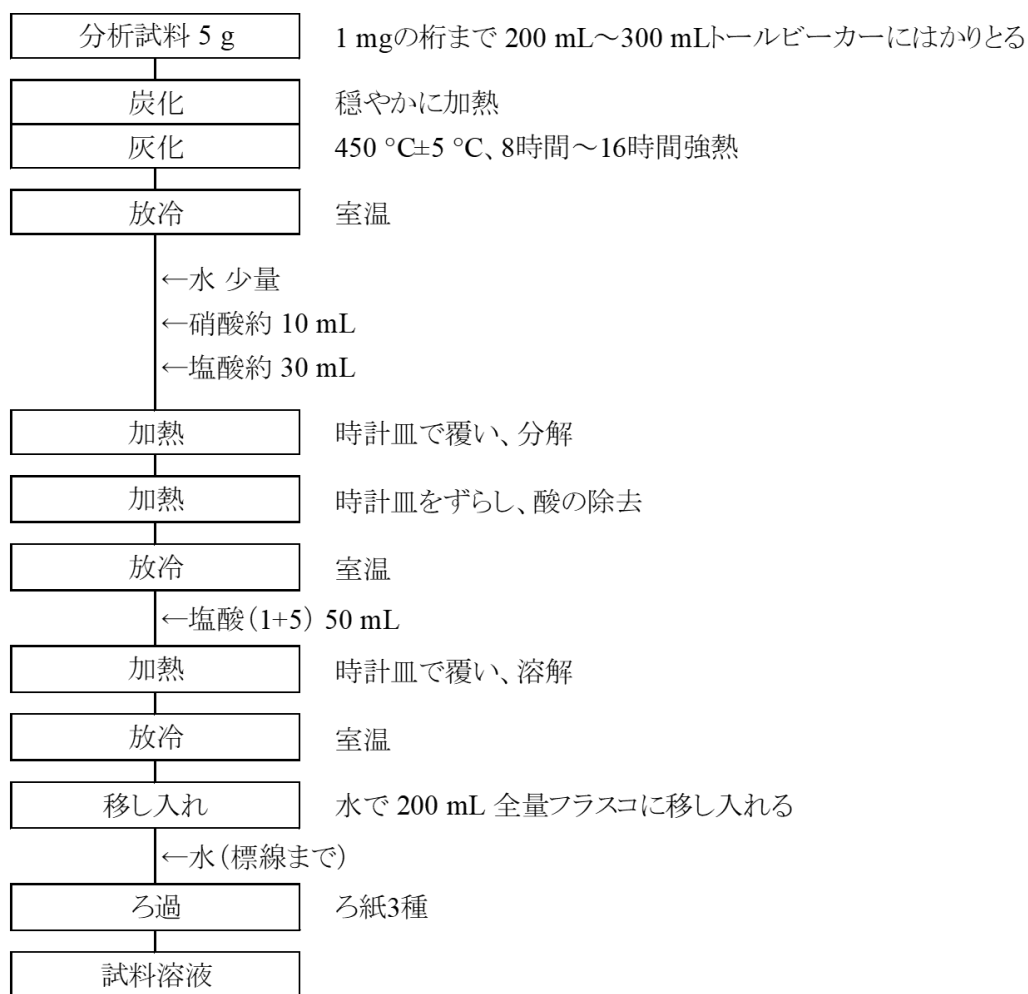 分析試料 5 g 1 mgの桁まで 200 mL～300 mLトールビーカーにはかりとる
炭化 穏やかに加熱
灰化 450 °C±5 °C、8時間～16時間強熱
放冷 室温
←水 少量
←硝酸約 10 mL
←塩酸約 30 mL
加熱 時計皿で覆い、分解
加熱 時計皿をずらし、酸の除去
放冷 室温
←塩酸（1+5） 50 mL
加熱 時計皿で覆い、溶解
放冷 室温
移し入れ 水で 200 mL 全量フラスコに移し入れる
←水（標線まで）
ろ過 ろ紙3種
試料溶液